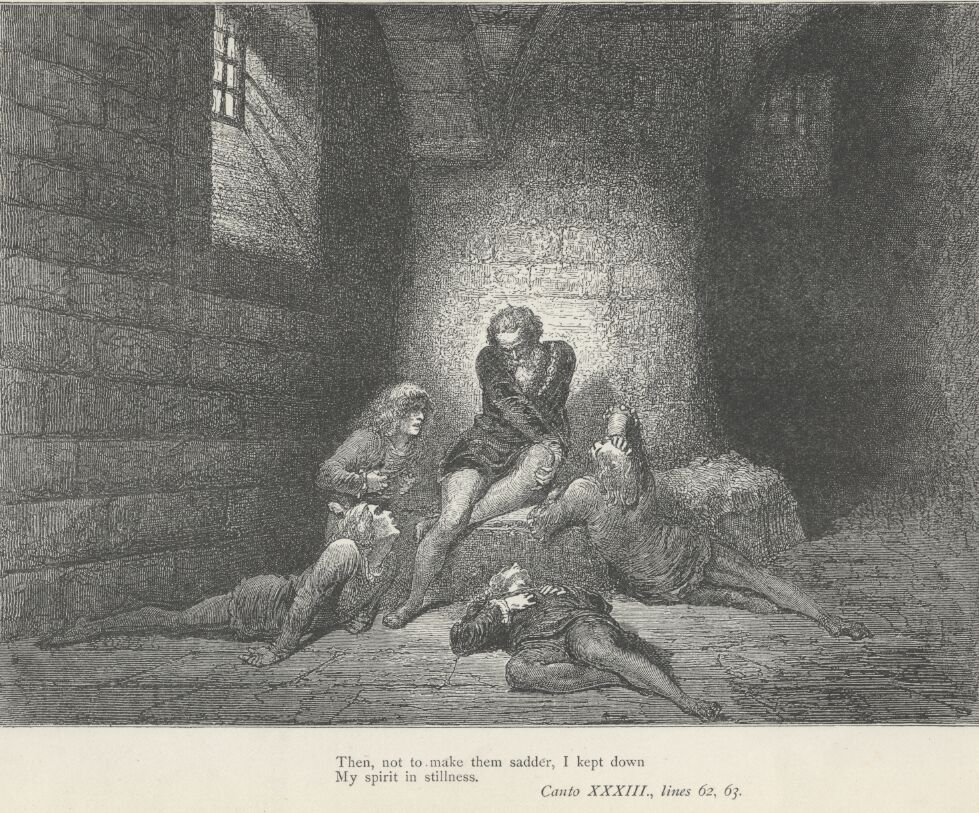 Then, not to make them sadder, I kept down
My spirit in stillness.
Canto XXXIII., lines 62, 63.